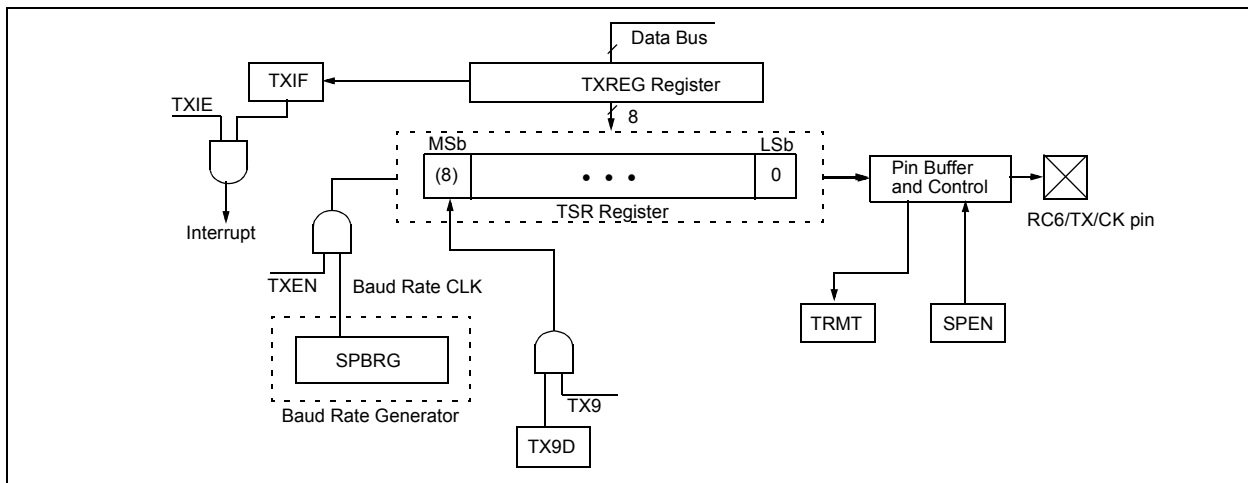 Data Bus
TXIF
TXREG Register
TXIE
8
MSb
LSb
(8)
• • •
0
TSR Register
Pin Buffer
and Control
RC6/TX/CK pin
Interrupt
TXEN
Baud Rate CLK
TRMT
SPEN
SPBRG
TX9
Baud Rate Generator
TX9D